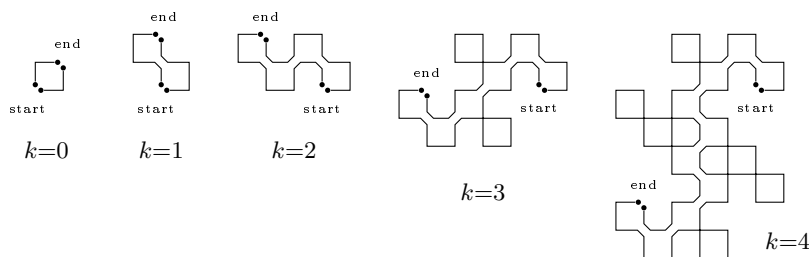 end
start
k=0
end
start
k=1
end
start
k=2
end
start
k=3
end
start
k=4